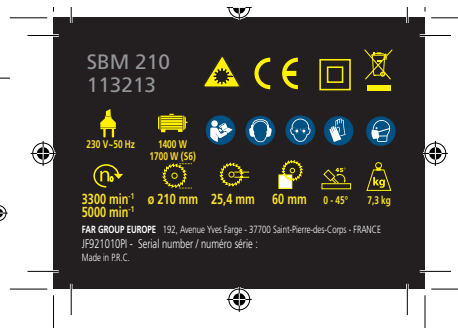 SBM 210
113213
CE
230 V~50 Hz
1400 W
1700 W (S6)
n₀
45°
kg
3300 min⁻¹
5000 min⁻¹
ø 210 mm
25,4 mm
60 mm
0 - 45°
7,3 kg
FAR GROUP EUROPE 192, Avenue Yves Farge - 37700 Saint-Pierre-des-Corps - FRANCE
JF921010PI - Serial number / numéro série :
Made in P.R.C.